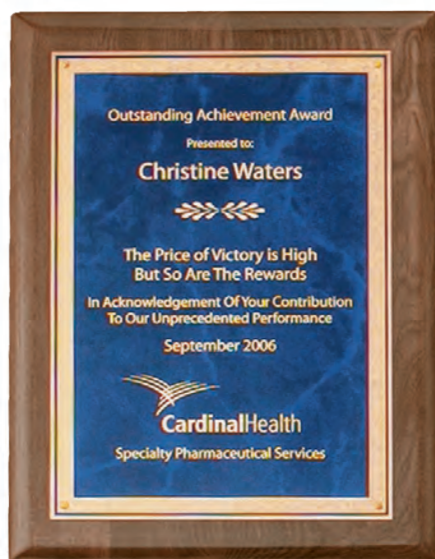 Outstanding Achievement Award
Presented to:
Christine Waters
The Price of Victory is High
But So Are The Rewards
In Acknowledgement Of Your Contribution
To Our Unprecedented Performance
September 2006
CardinalHealth
Specialty Pharmaceutical Services